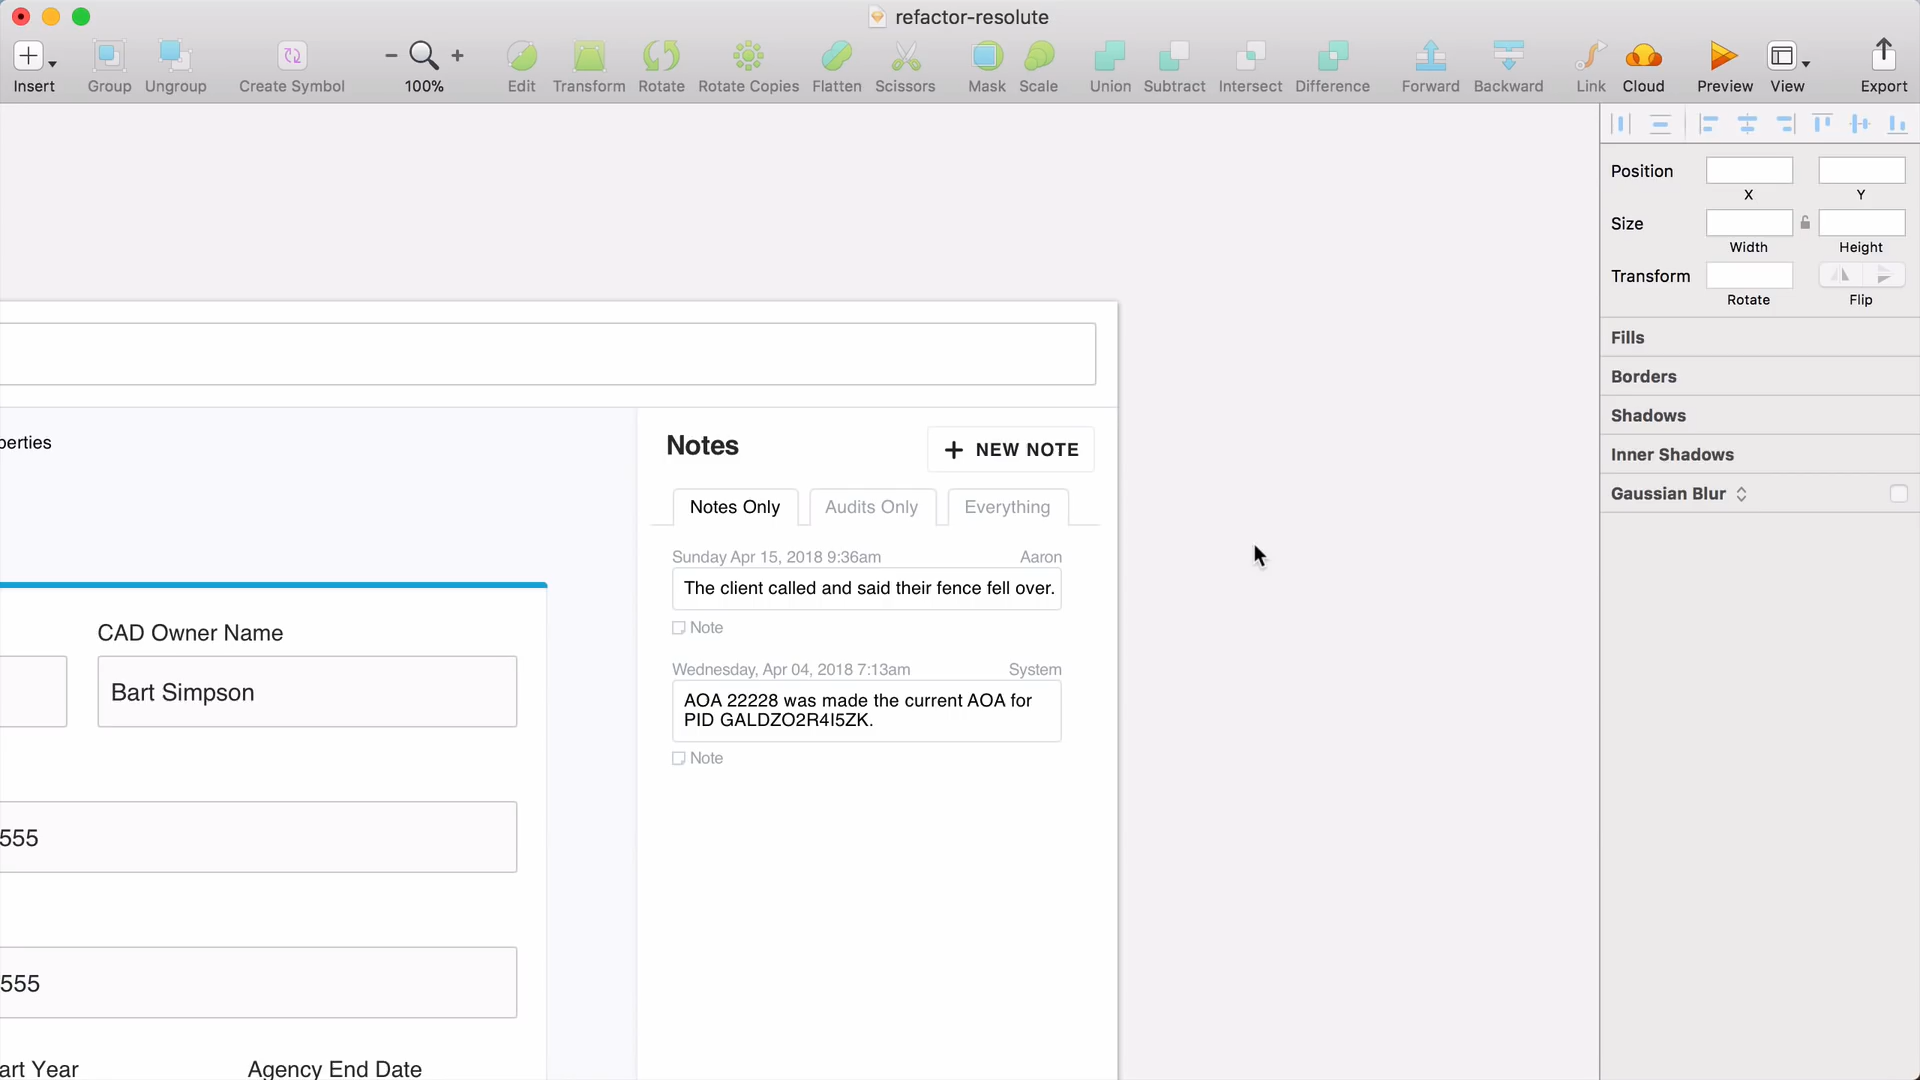 refactor-resolute
Insert
Group
Ungroup
Create Symbol
100%
Edit
Transform
Rotate
Rotate Copies
Flatten
Scissors
Mask
Scale
Union
Subtract
Intersect
Difference
Forward
Backward
Link
Cloud
Preview
View
Export
Position
X
Y
Size
Width
Height
Transform
Rotate
Flip
Fills
Borders
Shadows
Inner Shadows
Gaussian Blur
perties
Notes
+ NEW NOTE
Notes Only
Audits Only
Everything
Sunday Apr 15, 2018 9:36am
Aaron
The client called and said their fence fell over.
Note
Wednesday, Apr 04, 2018 7:13am
System
AOA 22228 was made the current AOA for
PID GALDZO2R4I5ZK.
Note
CAD Owner Name
Bart Simpson
555
555
art Year
Agency End Date